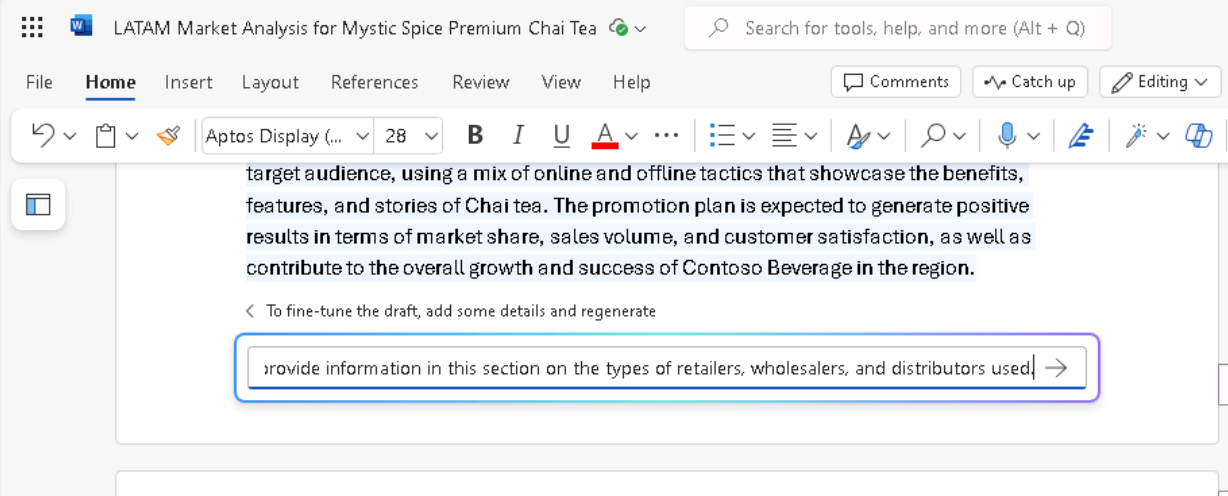 W LATAM Market Analysis for Mystic Spice Premium Chai Tea Search for tools, help, and more (Alt + Q)
File Home Insert Layout References Review View Help Comments Catch up Editing
Aptos Display (... 28 B I U A ...
target audience, using a mix of online and offline tactics that showcase the benefits,
features, and stories of Chai tea. The promotion plan is expected to generate positive
results in terms of market share, sales volume, and customer satisfaction, as well as
contribute to the overall growth and success of Contoso Beverage in the region.
To fine-tune the draft, add some details and regenerate
provide information in this section on the types of retailers, wholesalers, and distributors used.